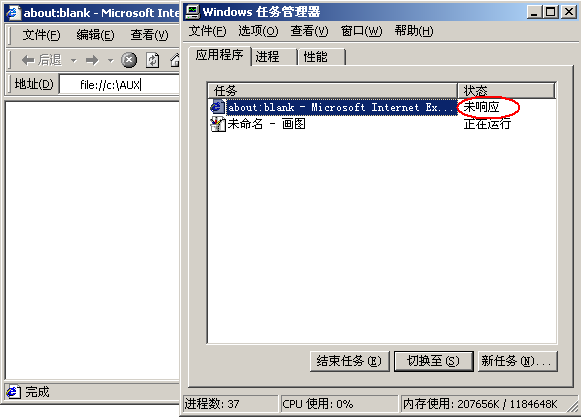 about:blank - Microsoft Inte
文件(F) 编辑(E) 查看(V)
后退
地址(D) file://c:\AUX
完成
Windows 任务管理器
文件(F) 选项(O) 查看(V) 窗口(W) 帮助(H)
应用程序 进程 性能
任务 状态
about:blank - Microsoft Internet Ex... 未响应
未命名 - 画图 正在运行
结束任务(E) 切换至(S) 新任务(N)...
进程数: 37 CPU 使用: 0% 内存使用: 207656K / 1184648K